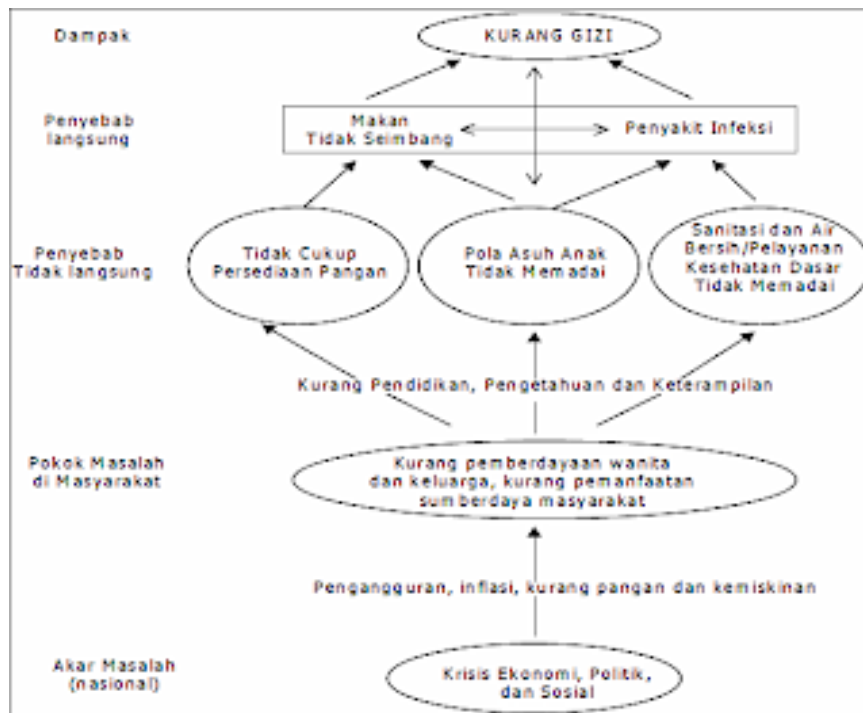 Dampak
KURANG GIZI
Penyebab
langsung
Makan
Tidak Seimbang
Penyakit Infeksi
Penyebab
Tidak langsung
Tidak Cukup
Persediaan Pangan
Pola Asuh Anak
Tidak Memadai
Sanitasi dan Air
Bersih/Pelayanan
Kesehatan Dasar
Tidak Memadai
Kurang Pendidikan, Pengetahuan dan Keterampilan
Pokok Masalah
di Masyarakat
Kurang pemberdayaan wanita
dan keluarga, kurang pemanfaatan
sumberdaya masyarakat
Pengangguran, inflasi, kurang pangan dan kemiskinan
Akar Masalah
(nasional)
Krisis Ekonomi, Politik,
dan Sosial